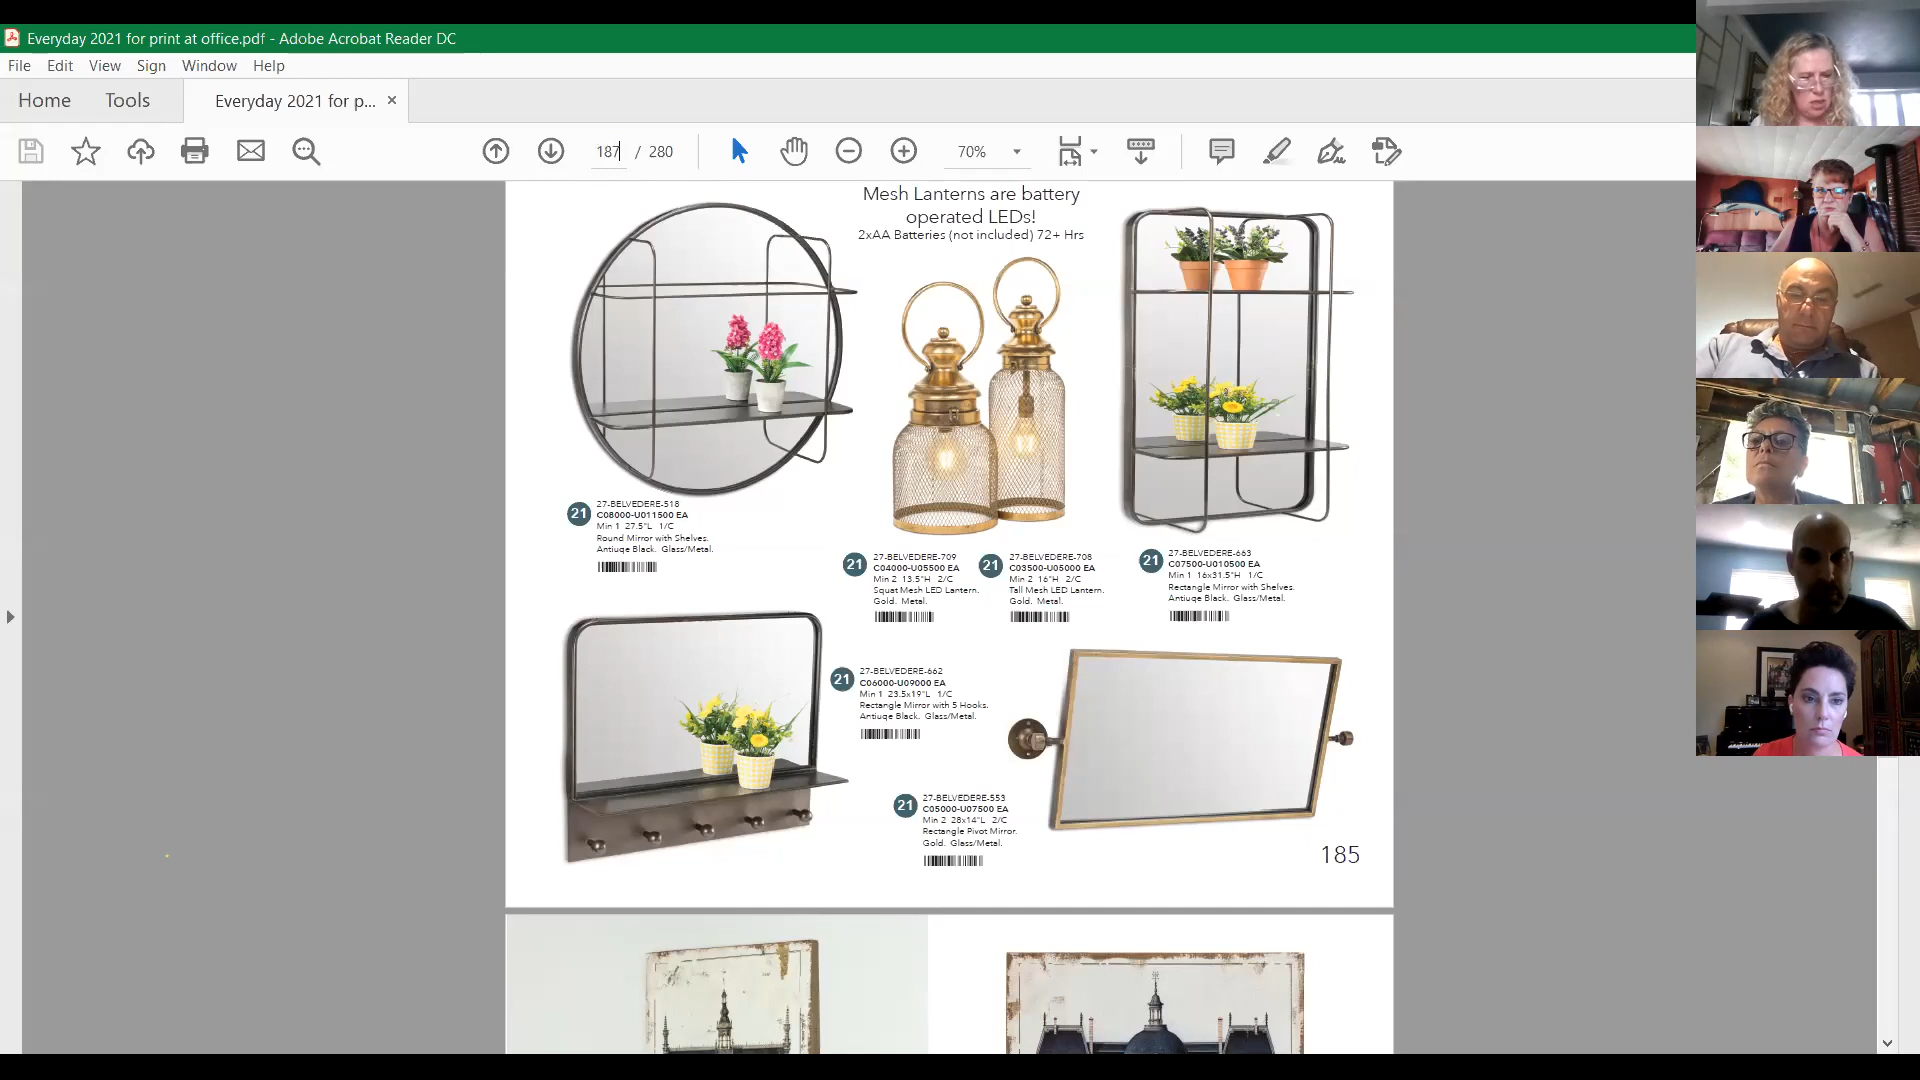 Everyday 2021 for print at office.pdf - Adobe Acrobat Reader DC
File Edit View Sign Window Help
Home Tools Everyday 2021 for p... ×
187 / 280 70%
Mesh Lanterns are battery
operated LEDs!
2xAA Batteries (not included) 72+ Hrs
21
27-BELVEDERE-518
C08000-U011500 EA
Min 1 27.5"L 1/C
Round Mirror with Shelves.
Antiuqe Black. Glass/Metal.
21
27-BELVEDERE-709
C04000-U05500 EA
Min 2 13.5"H 2/C
Squat Mesh LED Lantern.
Gold. Metal.
21
27-BELVEDERE-708
C03500-U05000 EA
Min 2 16"H 2/C
Tall Mesh LED Lantern.
Gold. Metal.
21
27-BELVEDERE-663
C07500-U010500 EA
Min 1 16x31.5"H 1/C
Rectangle Mirror with Shelves.
Antiuqe Black. Glass/Metal.
21
27-BELVEDERE-662
C06000-U09000 EA
Min 1 23.5x19"L 1/C
Rectangle Mirror with 5 Hooks.
Antiuqe Black. Glass/Metal.
21
27-BELVEDERE-553
C05000-U07500 EA
Min 2 28x14"L 2/C
Rectangle Pivot Mirror.
Gold. Glass/Metal.
185